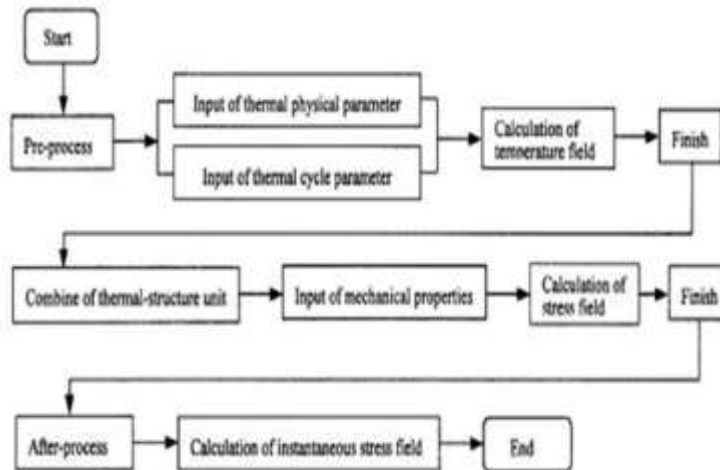 Start
Pre-process
Input of thermal physical parameter
Input of thermal cycle parameter
Calculation of
temnerature field
Finish
Combine of thermal-structure unit
Input of mechanical properties
Calculation of
stress field
Finish
After-process
Calculation of instantaneous stress field
End